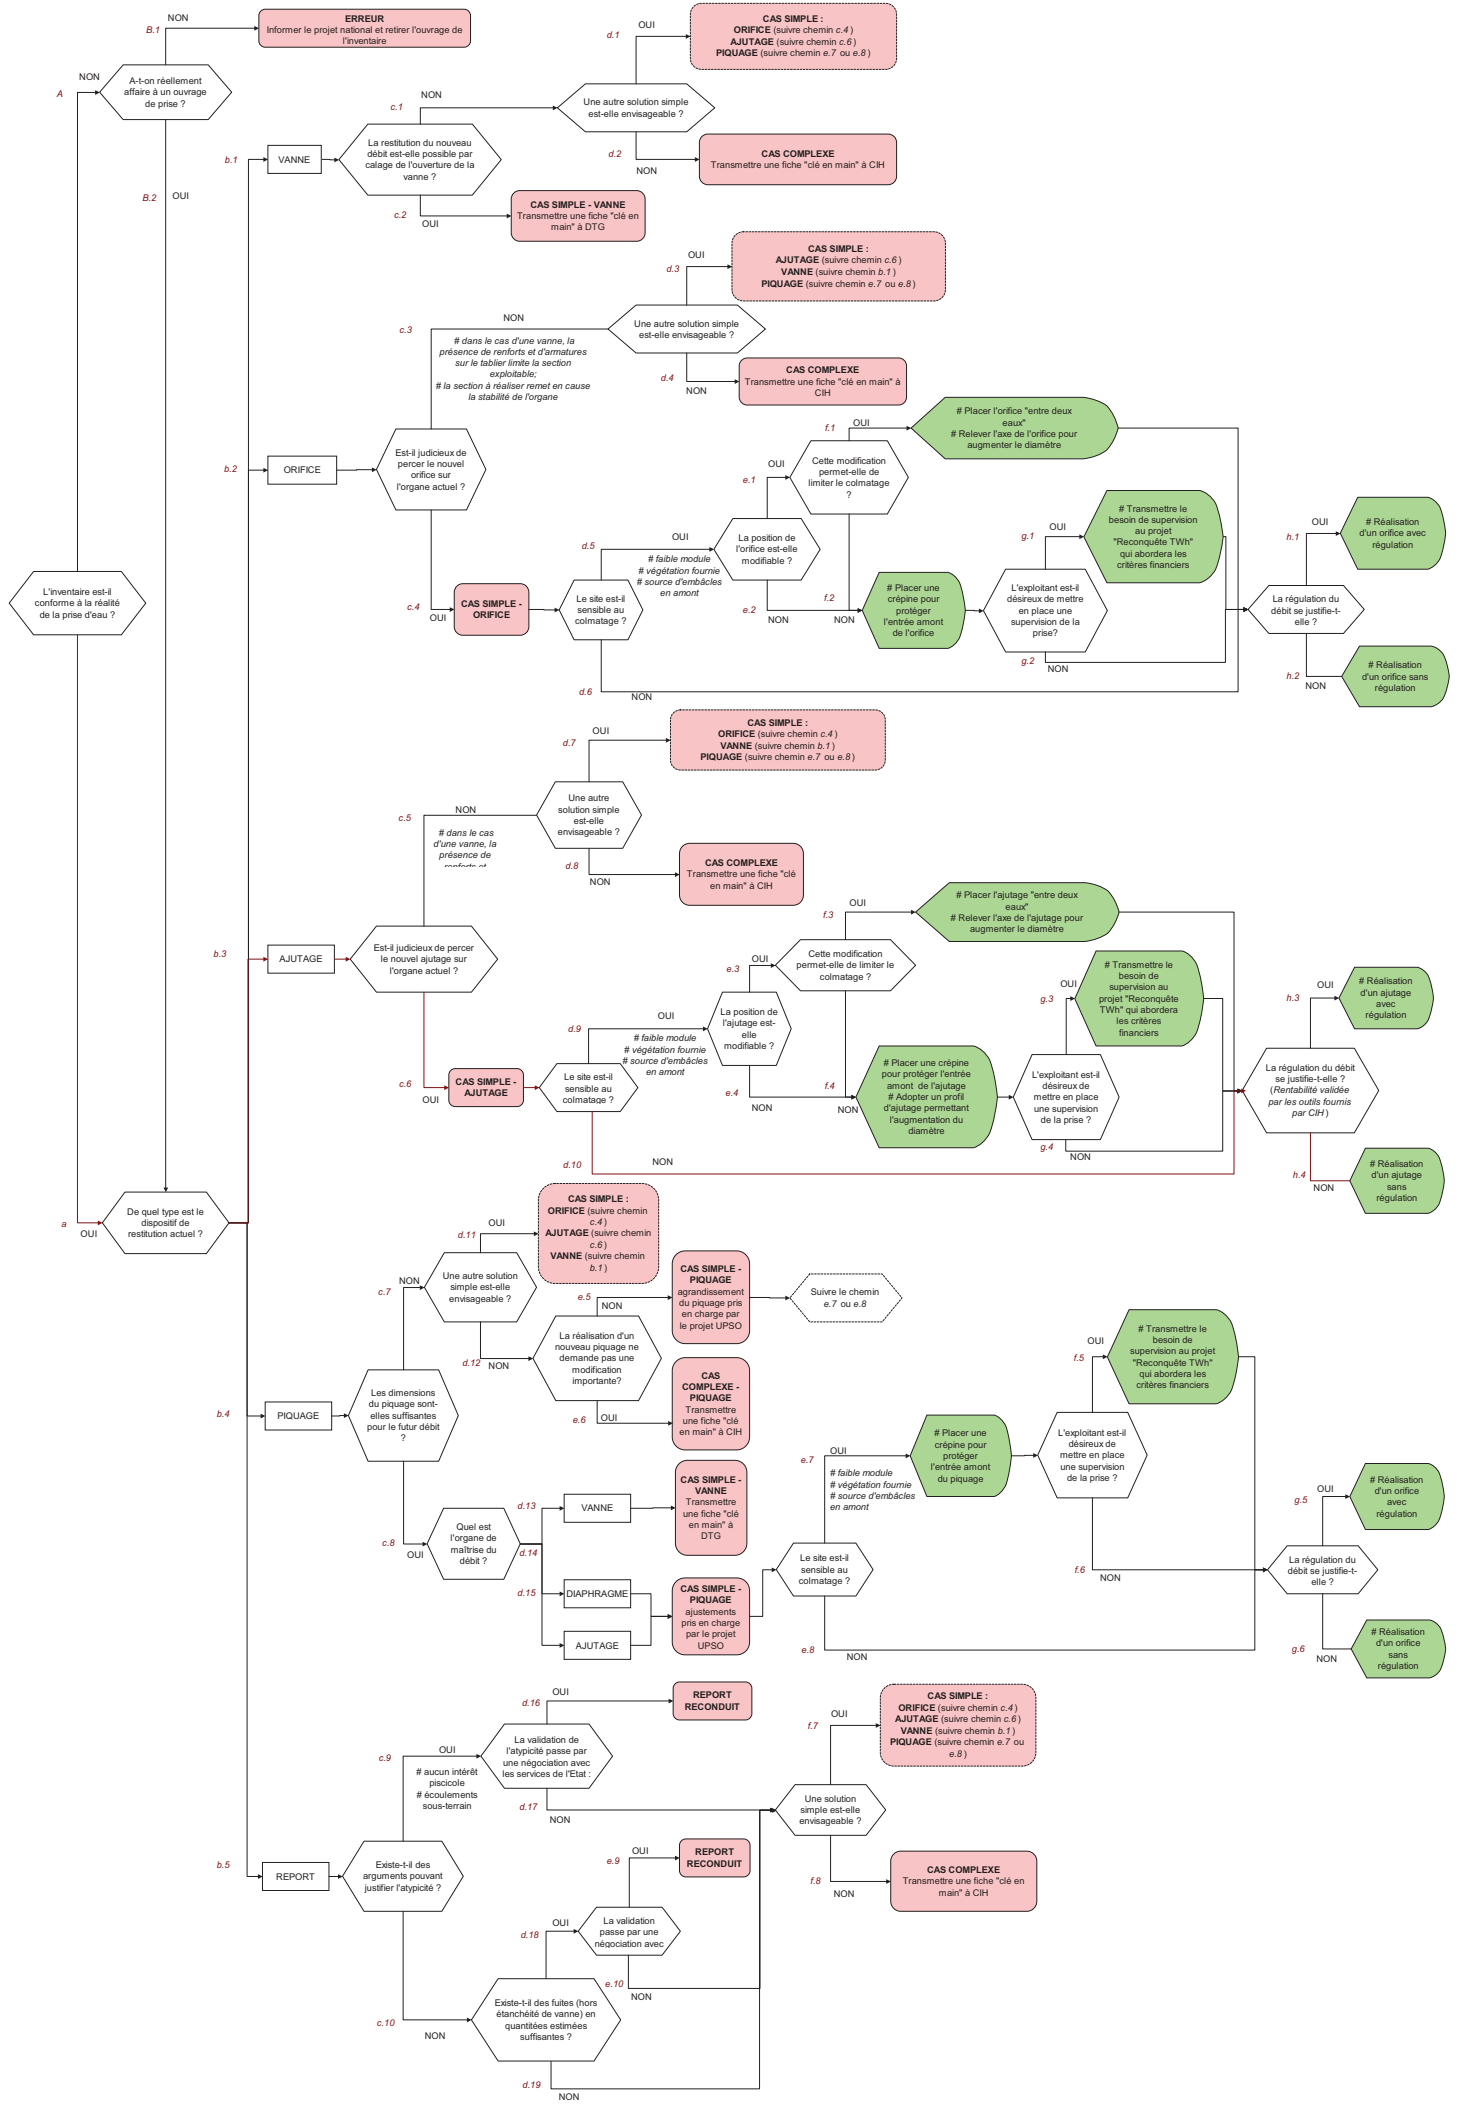 NON
B.1
ERREUR
Informer le projet national et retirer l'ouvrage de
l'inventaire
A-t-on réellement
affaire à un ouvrage
de prise ?
NON
A
B.2
OUI
L'inventaire est-il
conforme à la réalité
de la prise d'eau ?
a
OUI
De quel type est le
dispositif de
restitution actuel ?
b.1
VANNE
La restitution du nouveau
débit est-elle possible par
calage de l'ouverture de la
vanne ?
c.1
NON
Une autre solution simple
est-elle envisageable ?
d.1
OUI
CAS SIMPLE :
ORIFICE (suivre chemin c.4 )
AJUTAGE (suivre chemin c.6 )
PIQUAGE (suivre chemin e.7 ou e.8 )
d.2
NON
CAS COMPLEXE
Transmettre une fiche "clé en main" à CIH
c.2
OUI
CAS SIMPLE - VANNE
Transmettre une fiche "clé en
main" à DTG
b.2
ORIFICE
Est-il judicieux de
percer le nouvel
orifice sur
l'organe actuel ?
c.3
NON
# dans le cas d'une vanne, la
présence de renforts et d'armatures
sur le tablier limite la section
exploitable;
# la section à réaliser remet en cause
la stabilité de l'organe
Une autre solution simple
est-elle envisageable ?
d.3
OUI
CAS SIMPLE :
AJUTAGE (suivre chemin c.6 )
VANNE (suivre chemin b.1 )
PIQUAGE (suivre chemin e.7 ou e.8 )
d.4
NON
CAS COMPLEXE
Transmettre une fiche "clé en main" à
CIH
c.4
OUI
CAS SIMPLE -
ORIFICE
Le site est-il
sensible au
colmatage ?
d.5
OUI
# faible module
# végétation fournie
# source d'embâcles
en amont
d.6
NON
La position de
l'orifice est-elle
modifiable ?
e.1
OUI
e.2
NON
Cette modification
permet-elle de
limiter le colmatage
?
f.1
OUI
# Placer l'orifice "entre deux
eaux"
# Relever l'axe de l'orifice pour
augmenter le diamètre
f.2
NON
# Placer une
crépine pour
protéger
l'entrée amont
de l'orifice
L'exploitant est-il
désireux de mettre
en place une
supervision de la
prise?
g.1
OUI
# Transmettre le
besoin de supervision
au projet
"Reconquête TWh"
qui abordera les
critères financiers
g.2
NON
La régulation du
débit se justifie-t-
elle ?
h.1
OUI
# Réalisation
d'un orifice avec
régulation
h.2
NON
# Réalisation
d'un orifice sans
régulation
b.3
AJUTAGE
Est-il judicieux de percer
le nouvel ajutage sur
l'organe actuel ?
c.5
NON
# dans le cas
d'une vanne, la
présence de
renforts et
Une autre
solution simple
est-elle
envisageable ?
d.7
OUI
CAS SIMPLE :
ORIFICE (suivre chemin c.4 )
VANNE (suivre chemin b.1 )
PIQUAGE (suivre chemin e.7 ou e.8 )
d.8
NON
CAS COMPLEXE
Transmettre une fiche "clé
en main" à CIH
c.6
OUI
CAS SIMPLE -
AJUTAGE
Le site est-il
sensible au
colmatage ?
d.9
OUI
# faible module
# végétation fournie
# source d'embâcles
en amont
d.10
NON
La position de
l'ajutage est-
elle
modifiable ?
e.3
OUI
e.4
NON
Cette modification
permet-elle de limiter le
colmatage ?
f.3
OUI
# Placer l'ajutage "entre deux
eaux"
# Relever l'axe de l'ajutage pour
augmenter le diamètre
f.4
NON
# Placer une crépine
pour protéger l'entrée
amont de l'ajutage
# Adopter un profil
d'ajutage permettant
l'augmentation du
diamètre
L'exploitant est-il
désireux de
mettre en place
une supervision
de la prise ?
g.3
OUI
# Transmettre le
besoin de
supervision au
projet "Reconquête
TWh" qui abordera
les critères
financiers
g.4
NON
La régulation du débit
se justifie-t-elle ?
(Rentabilité validée
par les outils fournis
par CIH )
h.3
OUI
# Réalisation
d'un ajutage
avec
régulation
h.4
NON
# Réalisation
d'un ajutage
sans
régulation
b.4
PIQUAGE
Les dimensions
du piquage sont-
elles suffisantes
pour le futur débit
?
c.7
NON
Une autre solution
simple est-elle
envisageable ?
d.11
OUI
CAS SIMPLE :
ORIFICE (suivre chemin
c.4 )
AJUTAGE (suivre chemin
c.6 )
VANNE (suivre chemin
b.1 )
d.12
NON
La réalisation d'un
nouveau piquage ne
demande pas une
modification
importante?
e.5
NON
CAS SIMPLE -
PIQUAGE
agrandissement
du piquage pris
en charge par
le projet UPSO
Suivre le chemin
e.7 ou e.8
e.6
OUI
CAS
COMPLEXE -
PIQUAGE
Transmettre
une fiche "clé
en main" à CIH
c.8
OUI
Quel est
l'organe de
maîtrise du
débit ?
d.13
VANNE
CAS SIMPLE -
VANNE
Transmettre
une fiche "clé
en main" à
DTG
d.14
d.15
DIAPHRAGME
AJUTAGE
CAS SIMPLE -
PIQUAGE
ajustements
pris en charge
par le projet
UPSO
Le site est-il
sensible au
colmatage ?
e.7
OUI
# faible module
# végétation fournie
# source d'embâcles
en amont
e.8
NON
# Placer une
crépine pour
protéger
l'entrée amont
du piquage
L'exploitant est-il
désireux de
mettre en place
une supervision
de la prise ?
f.5
OUI
# Transmettre le
besoin de
supervision au projet
"Reconquête TWh"
qui abordera les
critères financiers
f.6
NON
La régulation du
débit se justifie-t-
elle ?
g.5
OUI
# Réalisation
d'un orifice
avec
régulation
g.6
NON
# Réalisation
d'un orifice
sans
régulation
b.5
REPORT
Existe-t-il des
arguments pouvant
justifier l'atypicité ?
c.9
OUI
# aucun intérêt
piscicole
# écoulements
sous-terrain
La validation de
l'atypicité passe par
une négociation avec
les services de l'Etat :
d.16
OUI
REPORT
RECONDUIT
d.17
NON
Une solution
simple est-elle
envisageable ?
f.7
OUI
CAS SIMPLE :
ORIFICE (suivre chemin c.4 )
AJUTAGE (suivre chemin c.6 )
VANNE (suivre chemin b.1 )
PIQUAGE (suivre chemin e.7 ou
e.8 )
f.8
NON
CAS COMPLEXE
Transmettre une fiche "clé en
main" à CIH
c.10
NON
Existe-t-il des fuites (hors
étanchéité de vanne) en
quantitées estimées
suffisantes ?
d.18
OUI
La validation
passe par une
négociation avec
e.9
OUI
REPORT
RECONDUIT
e.10
NON
d.19
NON